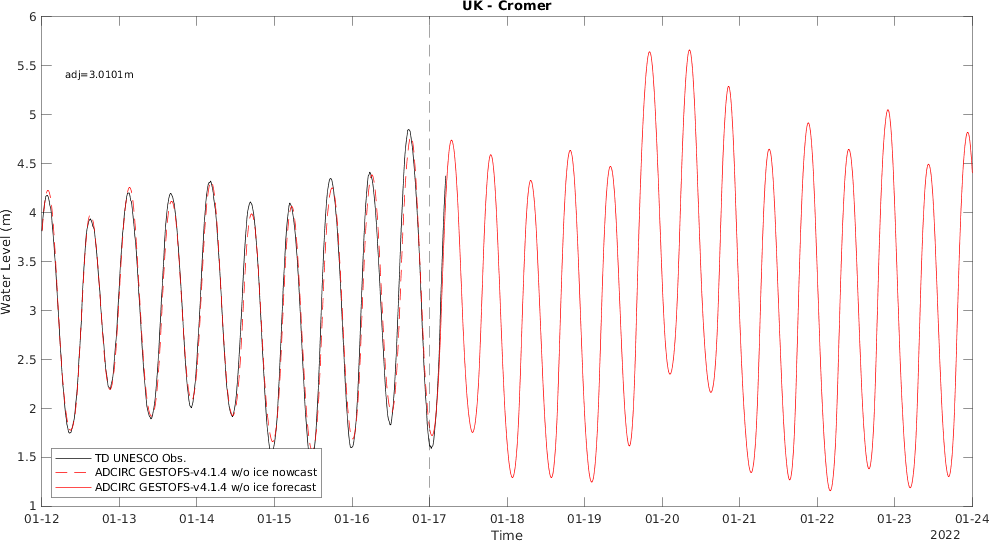 UK - Cromer
adj=3.0101m
Water Level (m)
6
5.5
5
4.5
4
3.5
3
2.5
2
1.5
1
TD UNESCO Obs.
ADCIRC GESTOFS-v4.1.4 w/o ice nowcast
ADCIRC GESTOFS-v4.1.4 w/o ice forecast
01-12 01-13 01-14 01-15 01-16 01-17 01-18 01-19 01-20 01-21 01-22 01-23 01-24
Time
2022